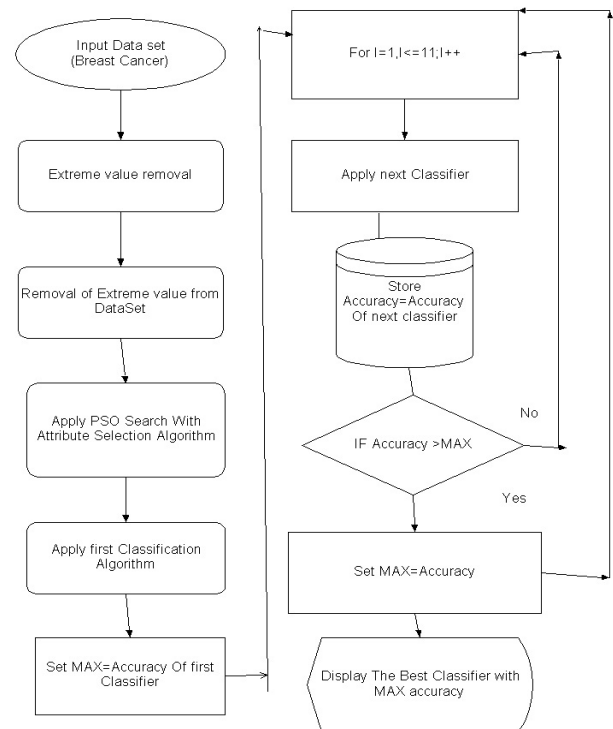 Input Data set
(Breast Cancer)
Extreme value removal
Removal of Extreme value from
DataSet
Apply PSO Search With
Attribute Selection Algorithm
Apply first Classification
Algorithm
Set MAX=Accuracy Of first
Classifier
For I=1,I<=11;I++
Apply next Classifier
Store
Accuracy=Accuracy
Of next classifier
IF Accuracy >MAX
No
Yes
Set MAX=Accuracy
Display The Best Classifier with
MAX accuracy